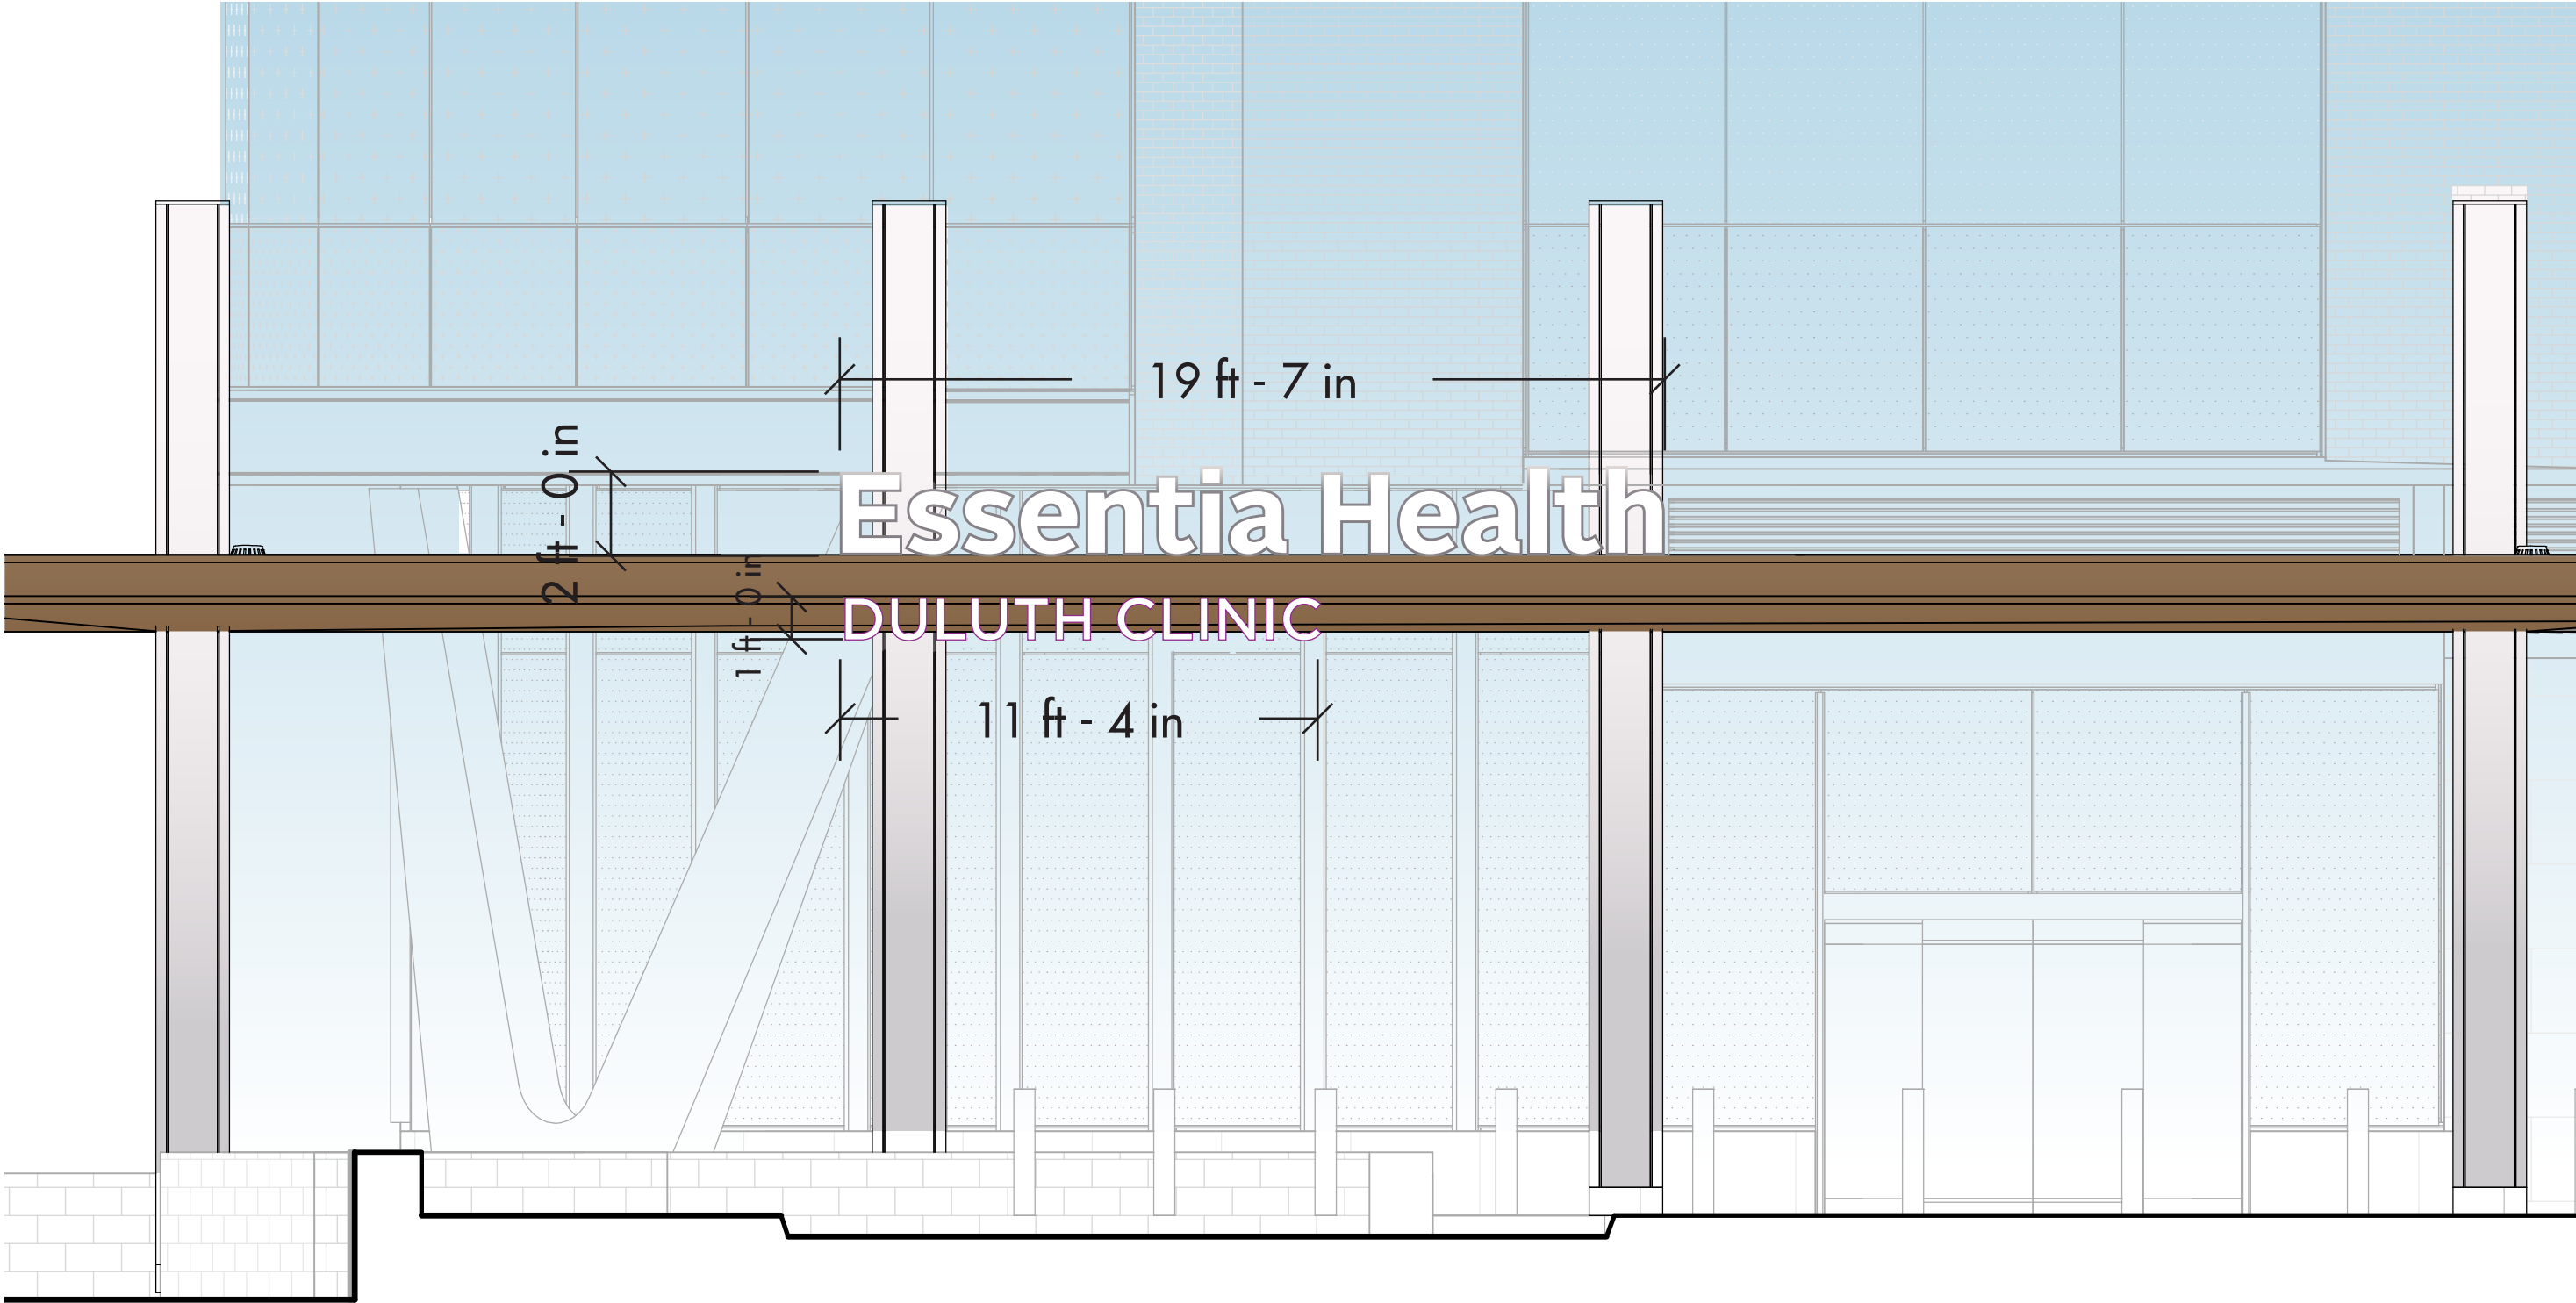 19 ft - 7 in
2 ft - 0 in
Essentia Health
1 ft - 0 in
DULUTH CLINIC
11 ft - 4 in